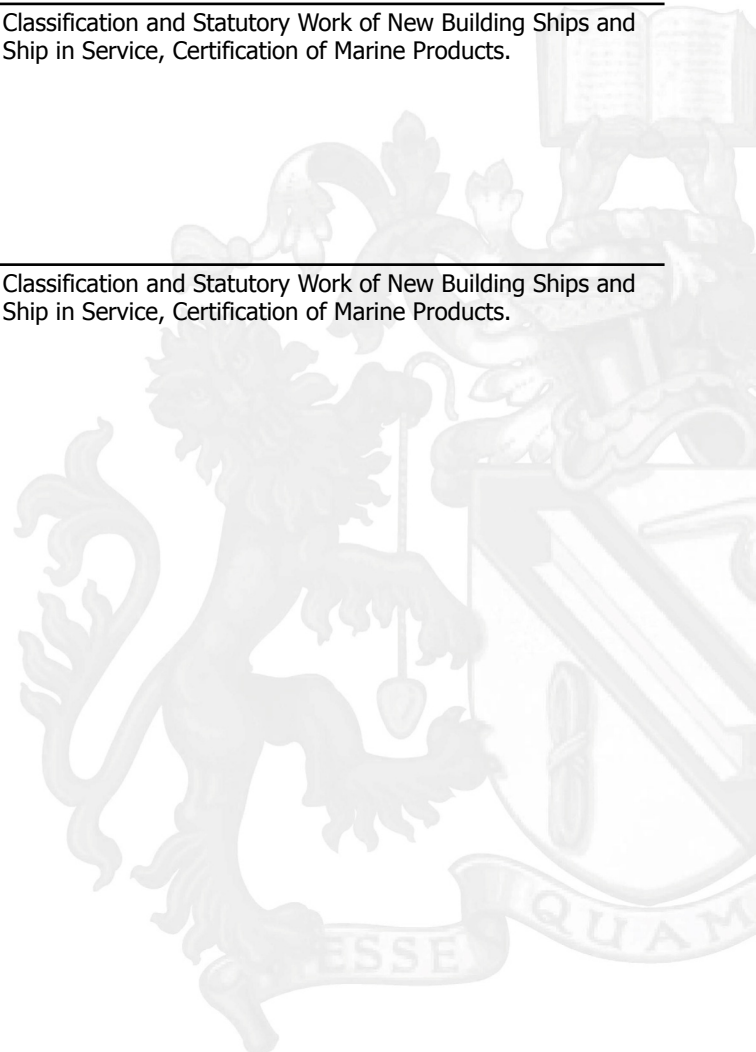 Classification and Statutory Work of New Building Ships and
Ship in Service, Certification of Marine Products.
Classification and Statutory Work of New Building Ships and
Ship in Service, Certification of Marine Products.
ESSE QUAM